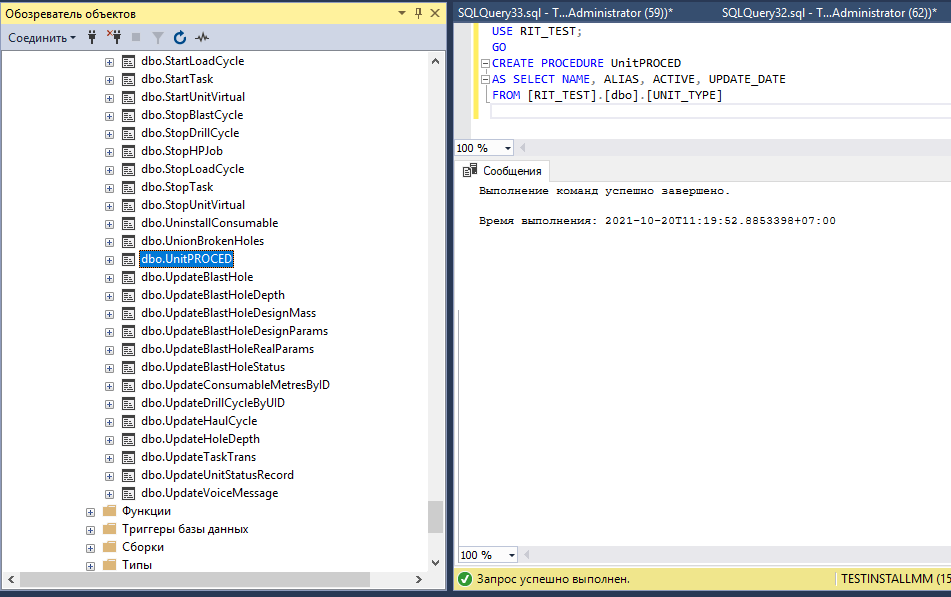 Обозреватель объектов
Соединить
dbo.StartLoadCycle
dbo.StartTask
dbo.StartUnitVirtual
dbo.StopBlastCycle
dbo.StopDrillCycle
dbo.StopHPJob
dbo.StopLoadCycle
dbo.StopTask
dbo.StopUnitVirtual
dbo.UninstallConsumable
dbo.UnionBrokenHoles
dbo.UnitPROCED
dbo.UpdateBlastHole
dbo.UpdateBlastHoleDepth
dbo.UpdateBlastHoleDesignMass
dbo.UpdateBlastHoleDesignParams
dbo.UpdateBlastHoleRealParams
dbo.UpdateBlastHoleStatus
dbo.UpdateConsumableMetresByID
dbo.UpdateDrillCycleByUID
dbo.UpdateHaulCycle
dbo.UpdateHoleDepth
dbo.UpdateTaskTrans
dbo.UpdateUnitStatusRecord
dbo.UpdateVoiceMessage
Функции
Триггеры базы данных
Сборки
Типы
SQLQuery33.sql - T...Administrator (59))*
SQLQuery32.sql - T...Administrator (62))*
USE RIT_TEST;
GO
CREATE PROCEDURE UnitPROCED
AS SELECT NAME, ALIAS, ACTIVE, UPDATE_DATE
FROM [RIT_TEST].[dbo].[UNIT_TYPE]
100 %
Сообщения
Выполнение команд успешно завершено.
Время выполнения: 2021-10-20T11:19:52.8853398+07:00
100 %
Запрос успешно выполнен.
TESTINSTALLMM (15